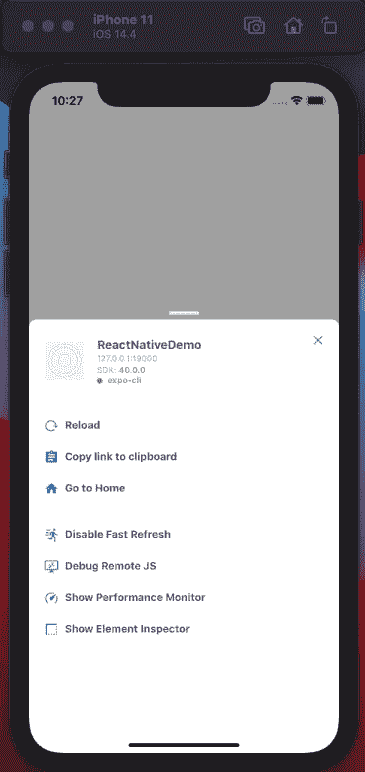 iPhone 11
iOS 14.4
10:27
ReactNativeDemo
127.0.0.1:19000
SDK: 40.0.0
expo-cli
Reload
Copy link to clipboard
Go to Home
Disable Fast Refresh
Debug Remote JS
Show Performance Monitor
Show Element Inspector